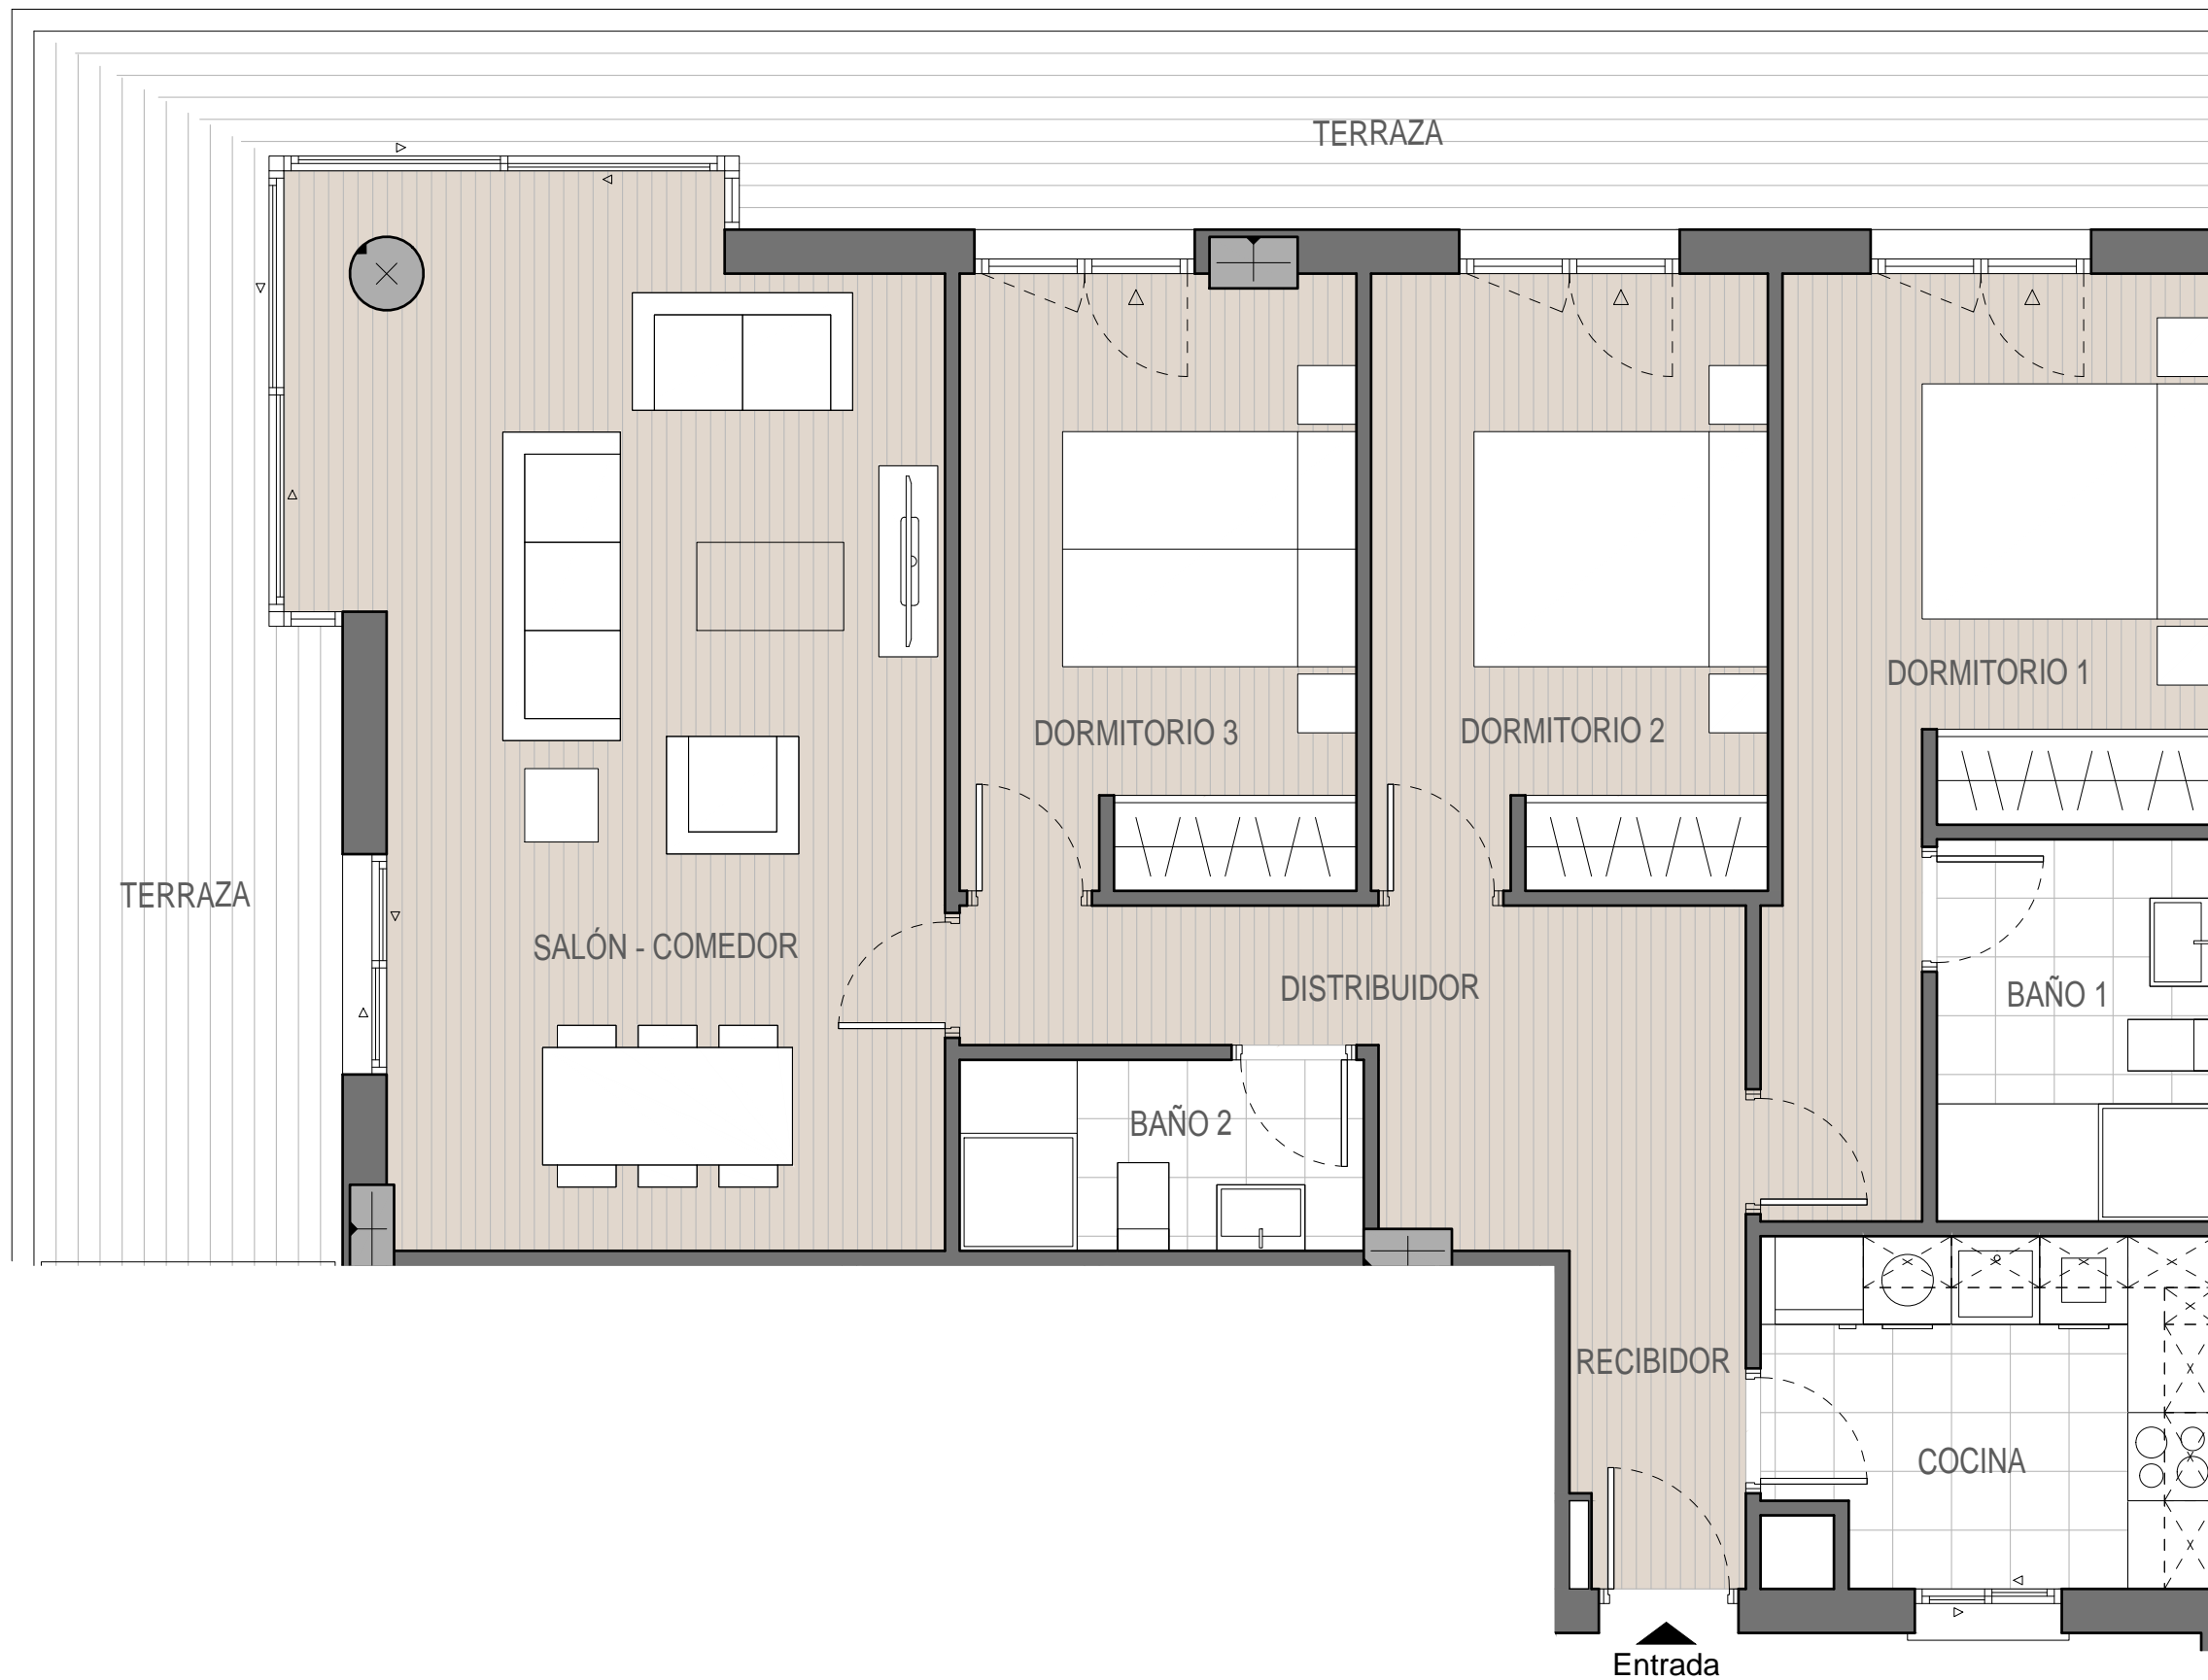 TERRAZA
DORMITORIO 1
DORMITORIO 3
DORMITORIO 2
TERRAZA
SALÓN - COMEDOR
DISTRIBUIDOR
BAÑO 1
BAÑO 2
RECIBIDOR
COCINA
Entrada